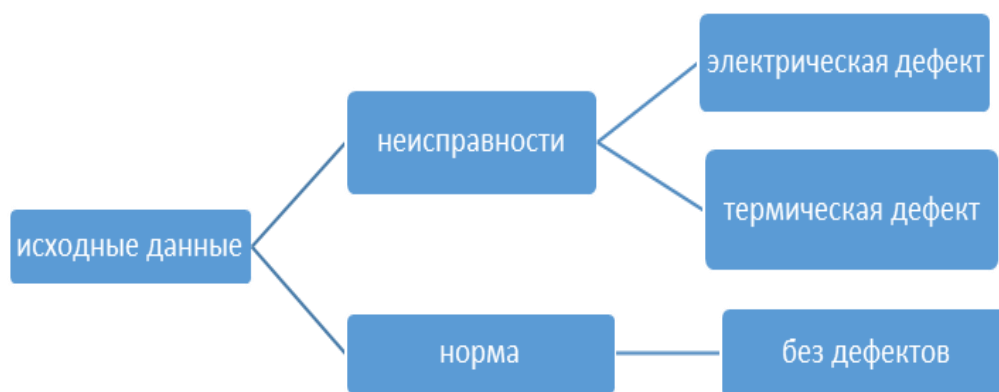 электрическая дефект
неисправности
термическая дефект
исходные данные
норма
без дефектов